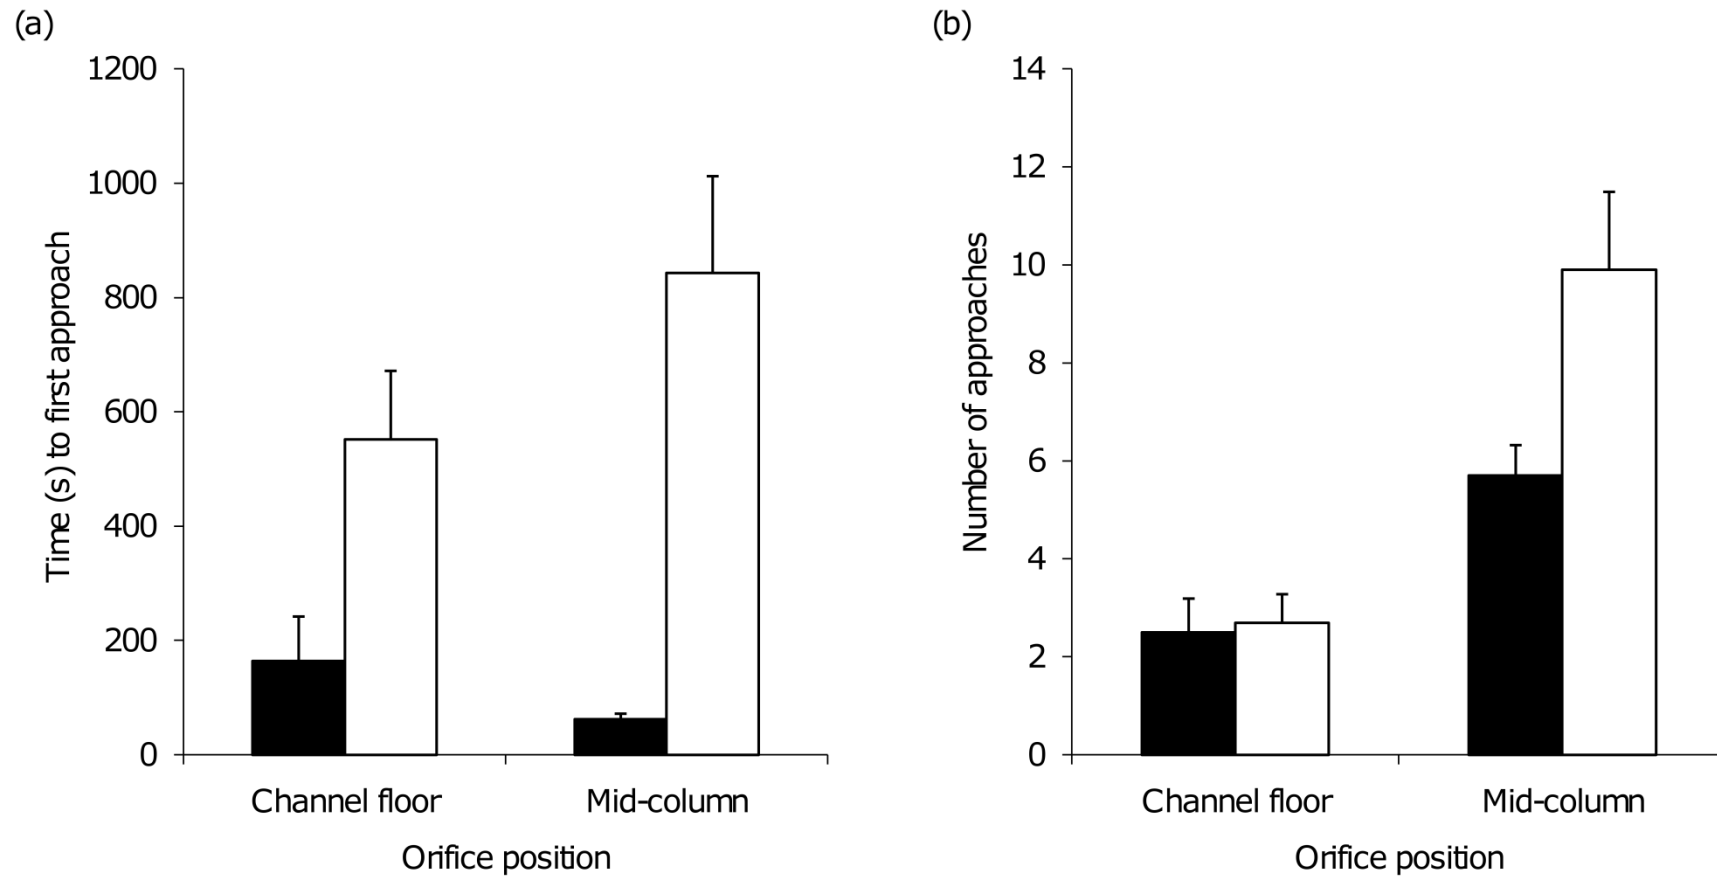 (a)
1200
1000
800
600
400
200
0
Time (s) to first approach
Channel floor
Mid-column
Orifice position
(b)
14
12
10
8
6
4
2
0
Number of approaches
Channel floor
Mid-column
Orifice position